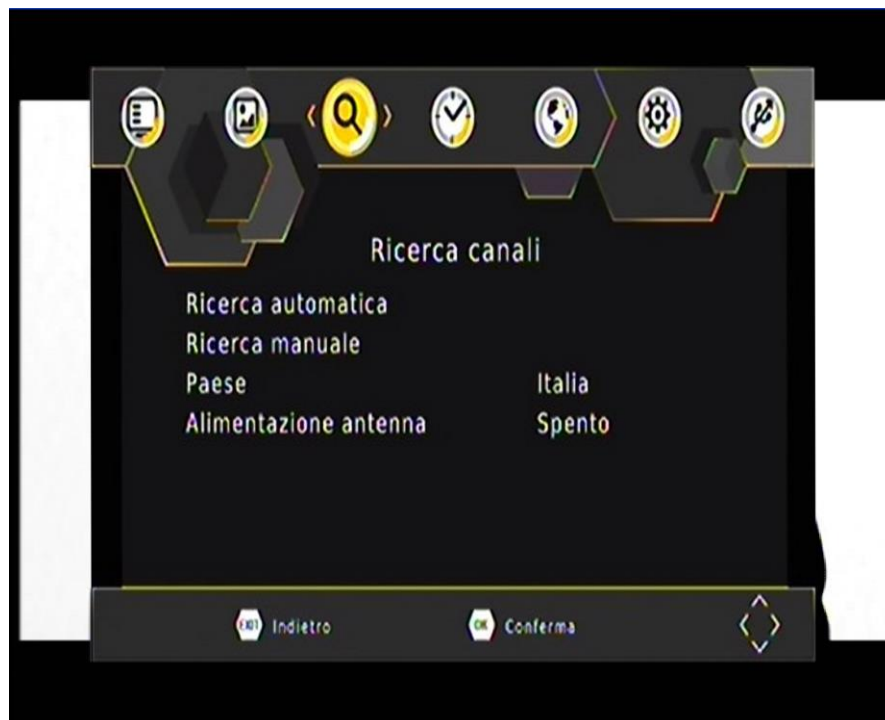 Ricerca canali
Ricerca automatica
Ricerca manuale
Paese Italia
Alimentazione antenna Spento
EXIT Indietro OK Conferma